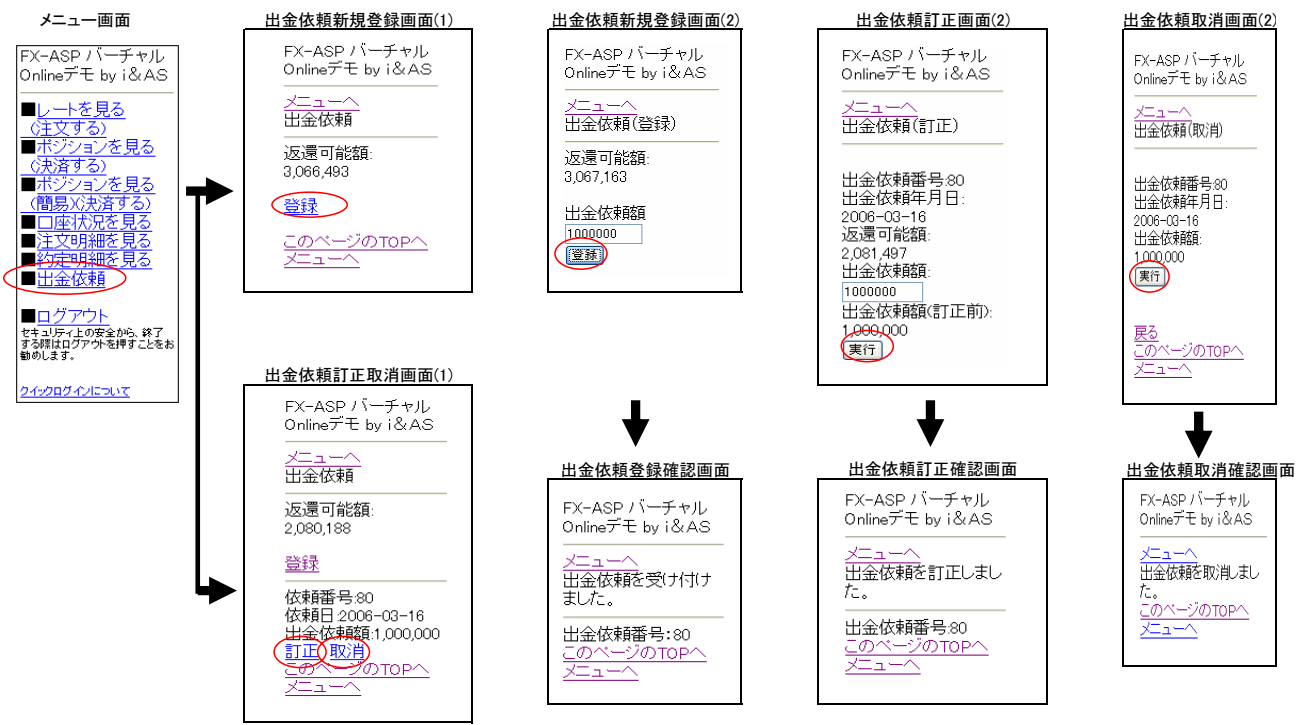 メニュー画面
FX-ASP バーチャル
Onlineデモ by i&AS
■レートを見る
(注文する)
■ポジションを見る
(決済する)
■ポジションを見る
(簡易)(決済する)
■口座状況を見る
■注文明細を見る
■約定明細を見る
■出金依頼
■ログアウト
セキュリティ上の安全から、終了
する際はログアウトを押すことをお
勧めします。
クイックログインについて
出金依頼新規登録画面(1)
FX-ASP バーチャル
Onlineデモ by i&AS
メニューへ
出金依頼
返還可能額:
3,066,493
登録
このページのTOPへ
メニューへ
出金依頼訂正取消画面(1)
FX-ASP バーチャル
Onlineデモ by i&AS
メニューへ
出金依頼
返還可能額:
2,080,188
登録
依頼番号:80
依頼日:2006-03-16
出金依頼額:1,000,000
訂正 取消
このページのTOPへ
メニューへ
出金依頼新規登録画面(2)
FX-ASP バーチャル
Onlineデモ by i&AS
メニューへ
出金依頼(登録)
返還可能額:
3,067,163
出金依頼額
1000000
登録
出金依頼登録確認画面
FX-ASP バーチャル
Onlineデモ by i&AS
メニューへ
出金依頼を受け付け
ました。
出金依頼番号:80
このページのTOPへ
メニューへ
出金依頼訂正画面(2)
FX-ASP バーチャル
Onlineデモ by i&AS
メニューへ
出金依頼(訂正)
出金依頼番号:80
出金依頼年月日:
2006-03-16
返還可能額:
2,081,497
出金依頼額:
1000000
出金依頼額(訂正前):
1,000,000
実行
出金依頼訂正確認画面
FX-ASP バーチャル
Onlineデモ by i&AS
メニューへ
出金依頼を訂正しまし
た。
出金依頼番号:80
このページのTOPへ
メニューへ
出金依頼取消画面(2)
FX-ASP バーチャル
Onlineデモ by i&AS
メニューへ
出金依頼(取消)
出金依頼番号:80
出金依頼年月日:
2006-03-16
出金依頼額:
1,000,000
実行
戻る
このページのTOPへ
メニューへ
出金依頼取消確認画面
FX-ASP バーチャル
Onlineデモ by i&AS
メニューへ
出金依頼を取消しまし
た。
このページのTOPへ
メニューへ